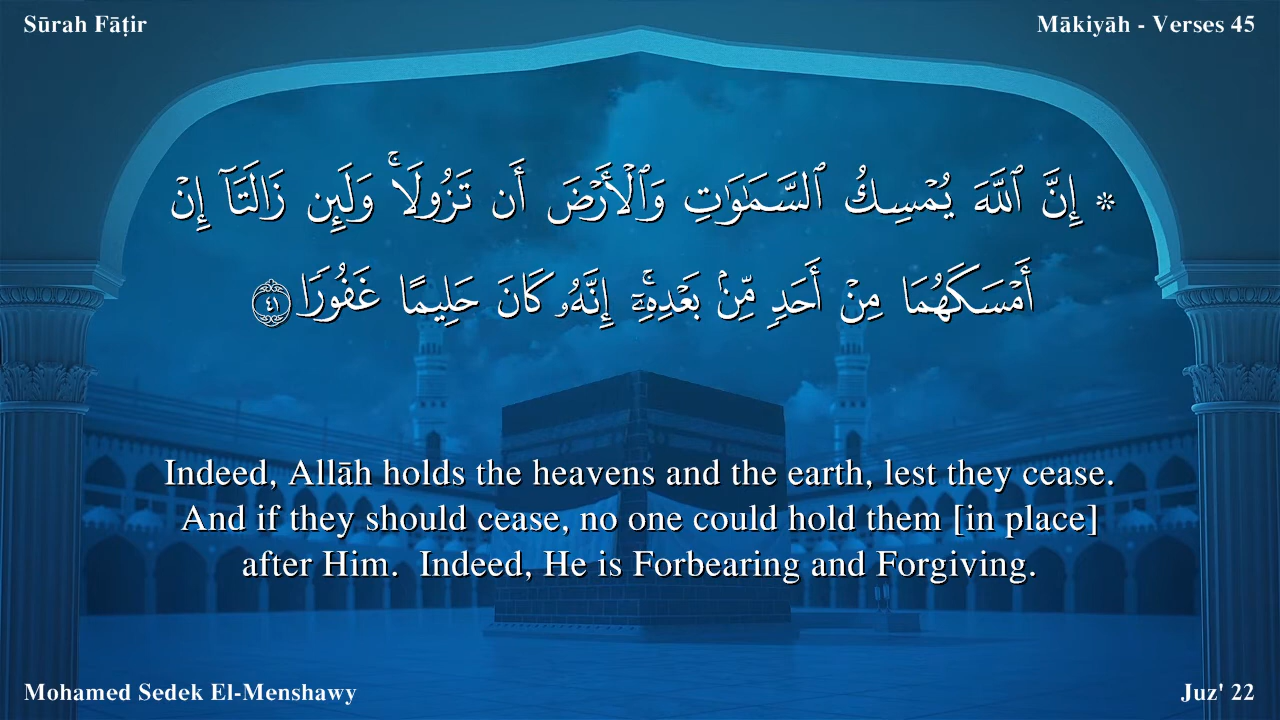 Sūrah Fāṭir
Mākiyāh - Verses 45
۞ إِنَّ ٱللَّهَ يُمْسِكُ ٱلسَّمَـٰوَٰتِ وَٱلْأَرْضَ أَن تَزُولَا ۚ وَلَئِن زَالَتَآ إِنْ
أَمْسَكَهُمَا مِنْ أَحَدٍ مِّنۢ بَعْدِهِۦٓ ۚ إِنَّهُۥ كَانَ حَلِيمًا غَفُورًا ٤١
Indeed, Allāh holds the heavens and the earth, lest they cease.
And if they should cease, no one could hold them [in place]
after Him.  Indeed, He is Forbearing and Forgiving.
Mohamed Sedek El-Menshawy
Juz' 22